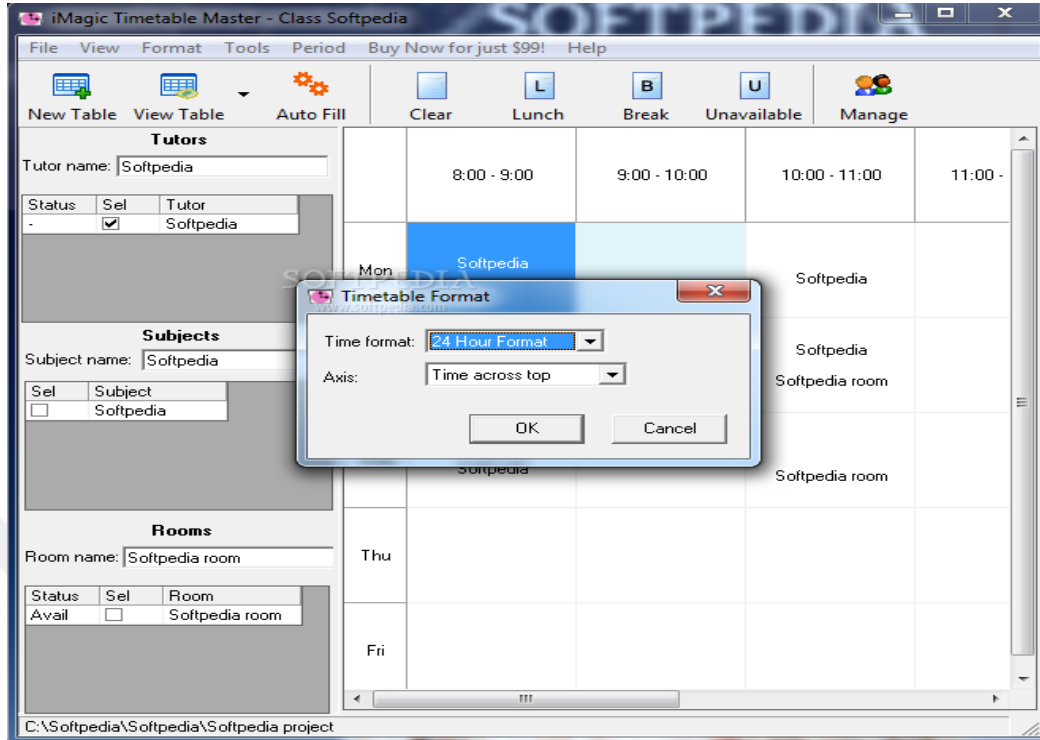 SOFTPEDIA
iMagic Timetable Master - Class Softpedia
File View Format Tools Period Buy Now for just $99! Help
New Table View Table Auto Fill Clear Lunch Break Unavailable Manage
L B U
Tutors
Tutor name: Softpedia
Status Sel Tutor
- Softpedia
Subjects
Subject name: Softpedia
Sel Subject
Softpedia
Rooms
Room name: Softpedia room
Status Sel Room
Avail Softpedia room
8:00 - 9:00 9:00 - 10:00 10:00 - 11:00 11:00 -
Mon Softpedia Softpedia
SOFTPEDIA
www.softpedia.com
Timetable Format
Time format: 24 Hour Format
Axis: Time across top
OK Cancel
Softpedia
Softpedia room
Softpedia Softpedia room
Thu
Fri
C:\Softpedia\Softpedia\Softpedia project